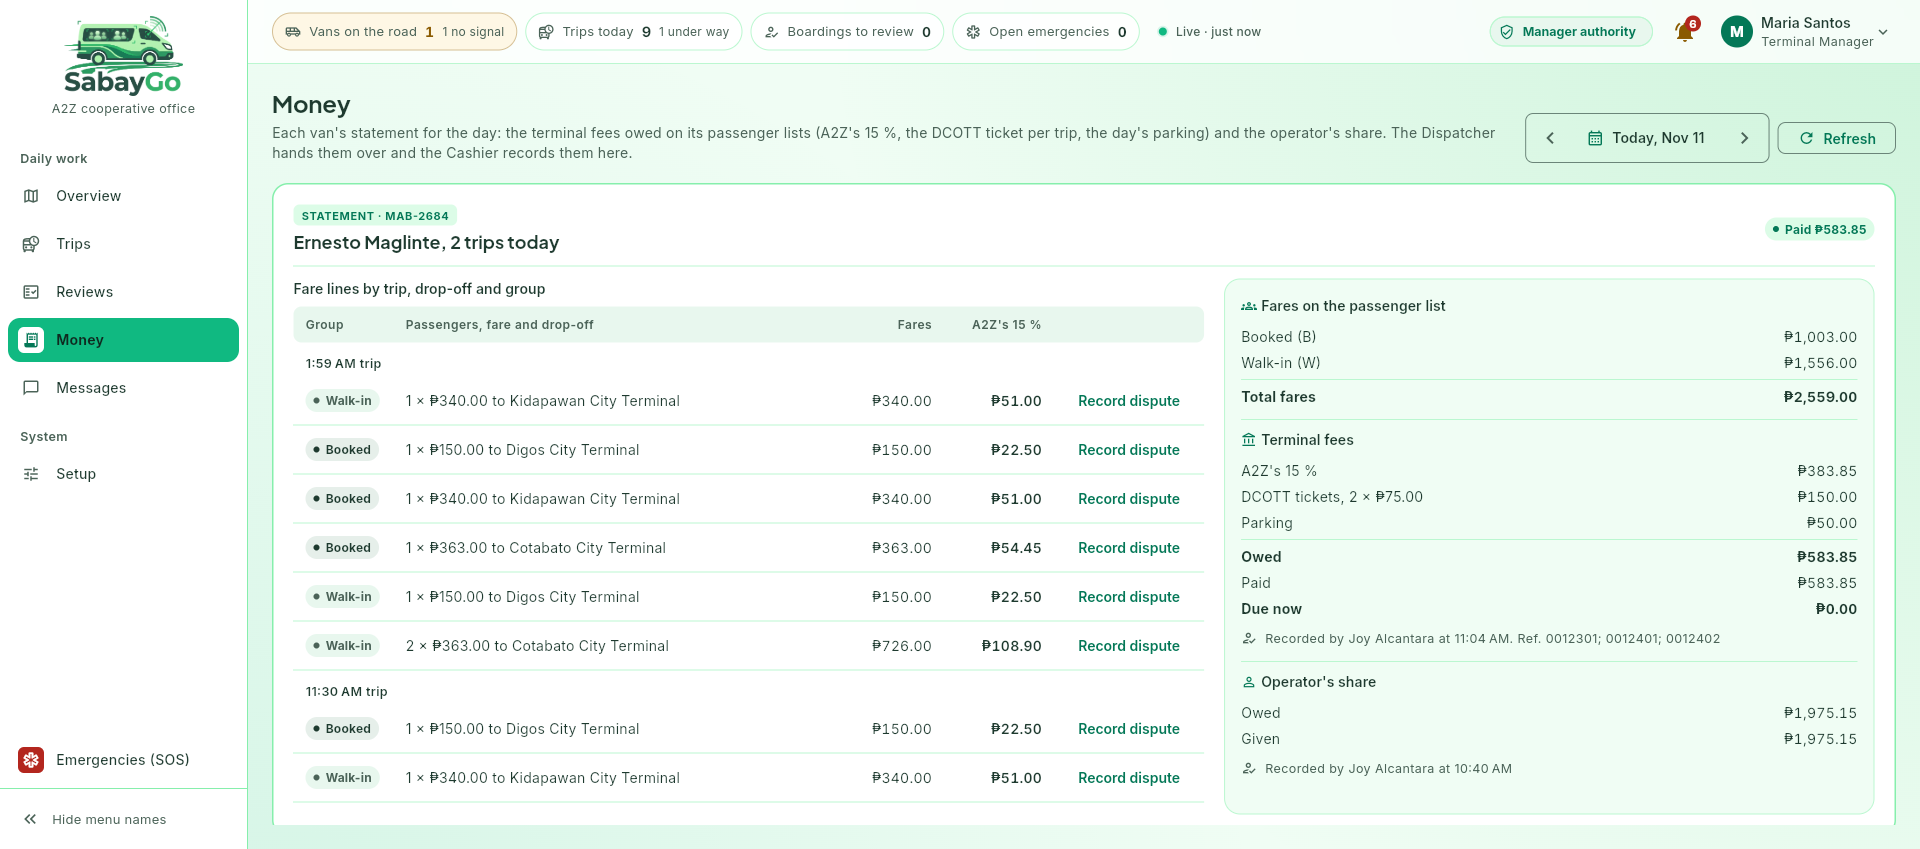 SabayGo
A2Z cooperative office
Daily work
Overview
Trips
Reviews
Money
Messages
System
Setup
Emergencies (SOS)
Hide menu names
Vans on the road 1 1 no signal
Trips today 9 1 under way
Boardings to review 0
Open emergencies 0
Live · just now
Manager authority
6
M
Maria Santos
Terminal Manager
Money
Each van's statement for the day: the terminal fees owed on its passenger lists (A2Z's 15 %, the DCOTT ticket per trip, the day's parking) and the operator's share. The Dispatcher
hands them over and the Cashier records them here.
Today, Nov 11
Refresh
STATEMENT · MAB-2684
Ernesto Maglinte, 2 trips today
Paid ₱583.85
Fare lines by trip, drop-off and group
Group Passengers, fare and drop-off Fares A2Z's 15 %
1:59 AM trip
Walk-in 1 × ₱340.00 to Kidapawan City Terminal ₱340.00 ₱51.00 Record dispute
Booked 1 × ₱150.00 to Digos City Terminal ₱150.00 ₱22.50 Record dispute
Booked 1 × ₱340.00 to Kidapawan City Terminal ₱340.00 ₱51.00 Record dispute
Booked 1 × ₱363.00 to Cotabato City Terminal ₱363.00 ₱54.45 Record dispute
Walk-in 1 × ₱150.00 to Digos City Terminal ₱150.00 ₱22.50 Record dispute
Walk-in 2 × ₱363.00 to Cotabato City Terminal ₱726.00 ₱108.90 Record dispute
11:30 AM trip
Booked 1 × ₱150.00 to Digos City Terminal ₱150.00 ₱22.50 Record dispute
Walk-in 1 × ₱340.00 to Kidapawan City Terminal ₱340.00 ₱51.00 Record dispute
Fares on the passenger list
Booked (B) ₱1,003.00
Walk-in (W) ₱1,556.00
Total fares ₱2,559.00
Terminal fees
A2Z's 15 % ₱383.85
DCOTT tickets, 2 × ₱75.00 ₱150.00
Parking ₱50.00
Owed ₱583.85
Paid ₱583.85
Due now ₱0.00
Recorded by Joy Alcantara at 11:04 AM. Ref. 0012301; 0012401; 0012402
Operator's share
Owed ₱1,975.15
Given ₱1,975.15
Recorded by Joy Alcantara at 10:40 AM